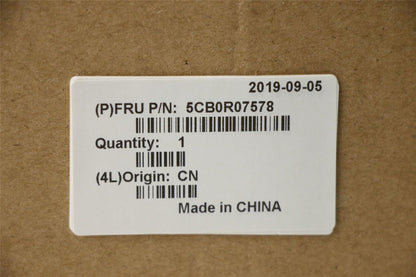 2019-09-05
(P)FRU P/N: 5CB0R07578
Quantity: 1
(4L)Origin: CN
Made in CHINA